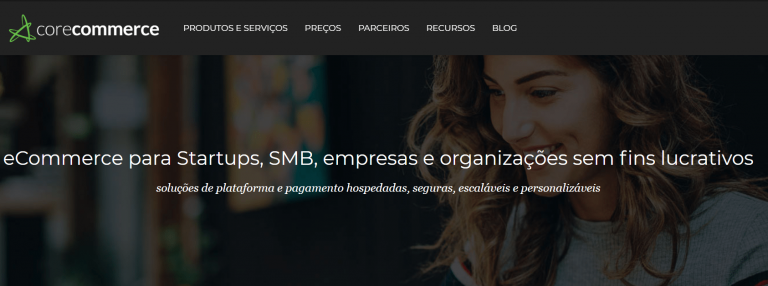 corecommerce
PRODUTOS E SERVIÇOS PREÇOS PARCEIROS RECURSOS BLOG
eCommerce para Startups, SMB, empresas e organizações sem fins lucrativos
soluções de plataforma e pagamento hospedadas, seguras, escaláveis e personalizáveis